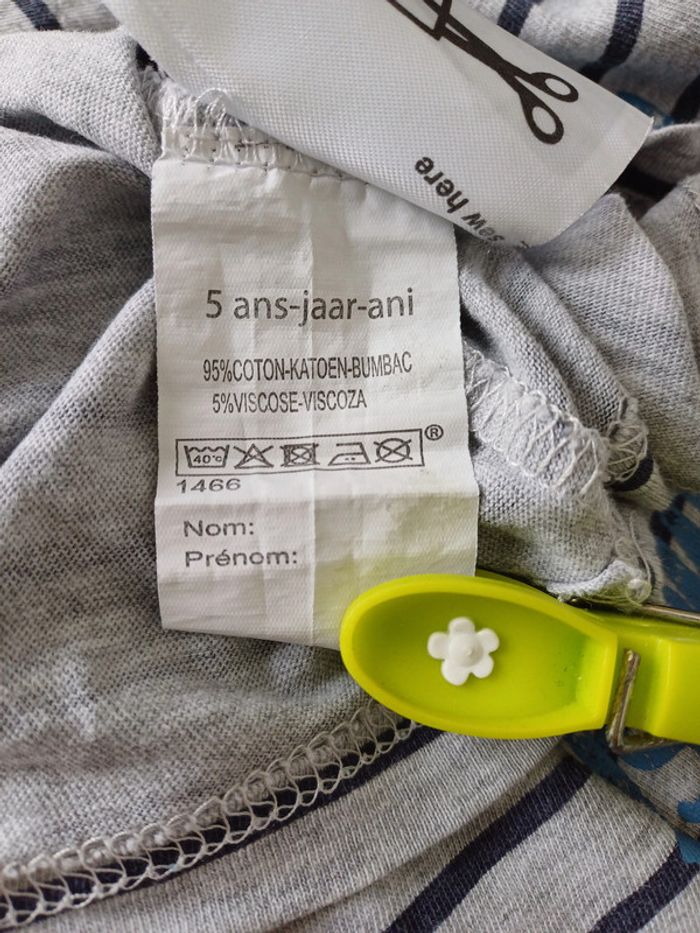 sew here
5 ans-jaar-ani
95%COTON-KATOEN-BUMBAC
5%VISCOSE-VISCOZA
40°C ®
1466
Nom:
Prénom: